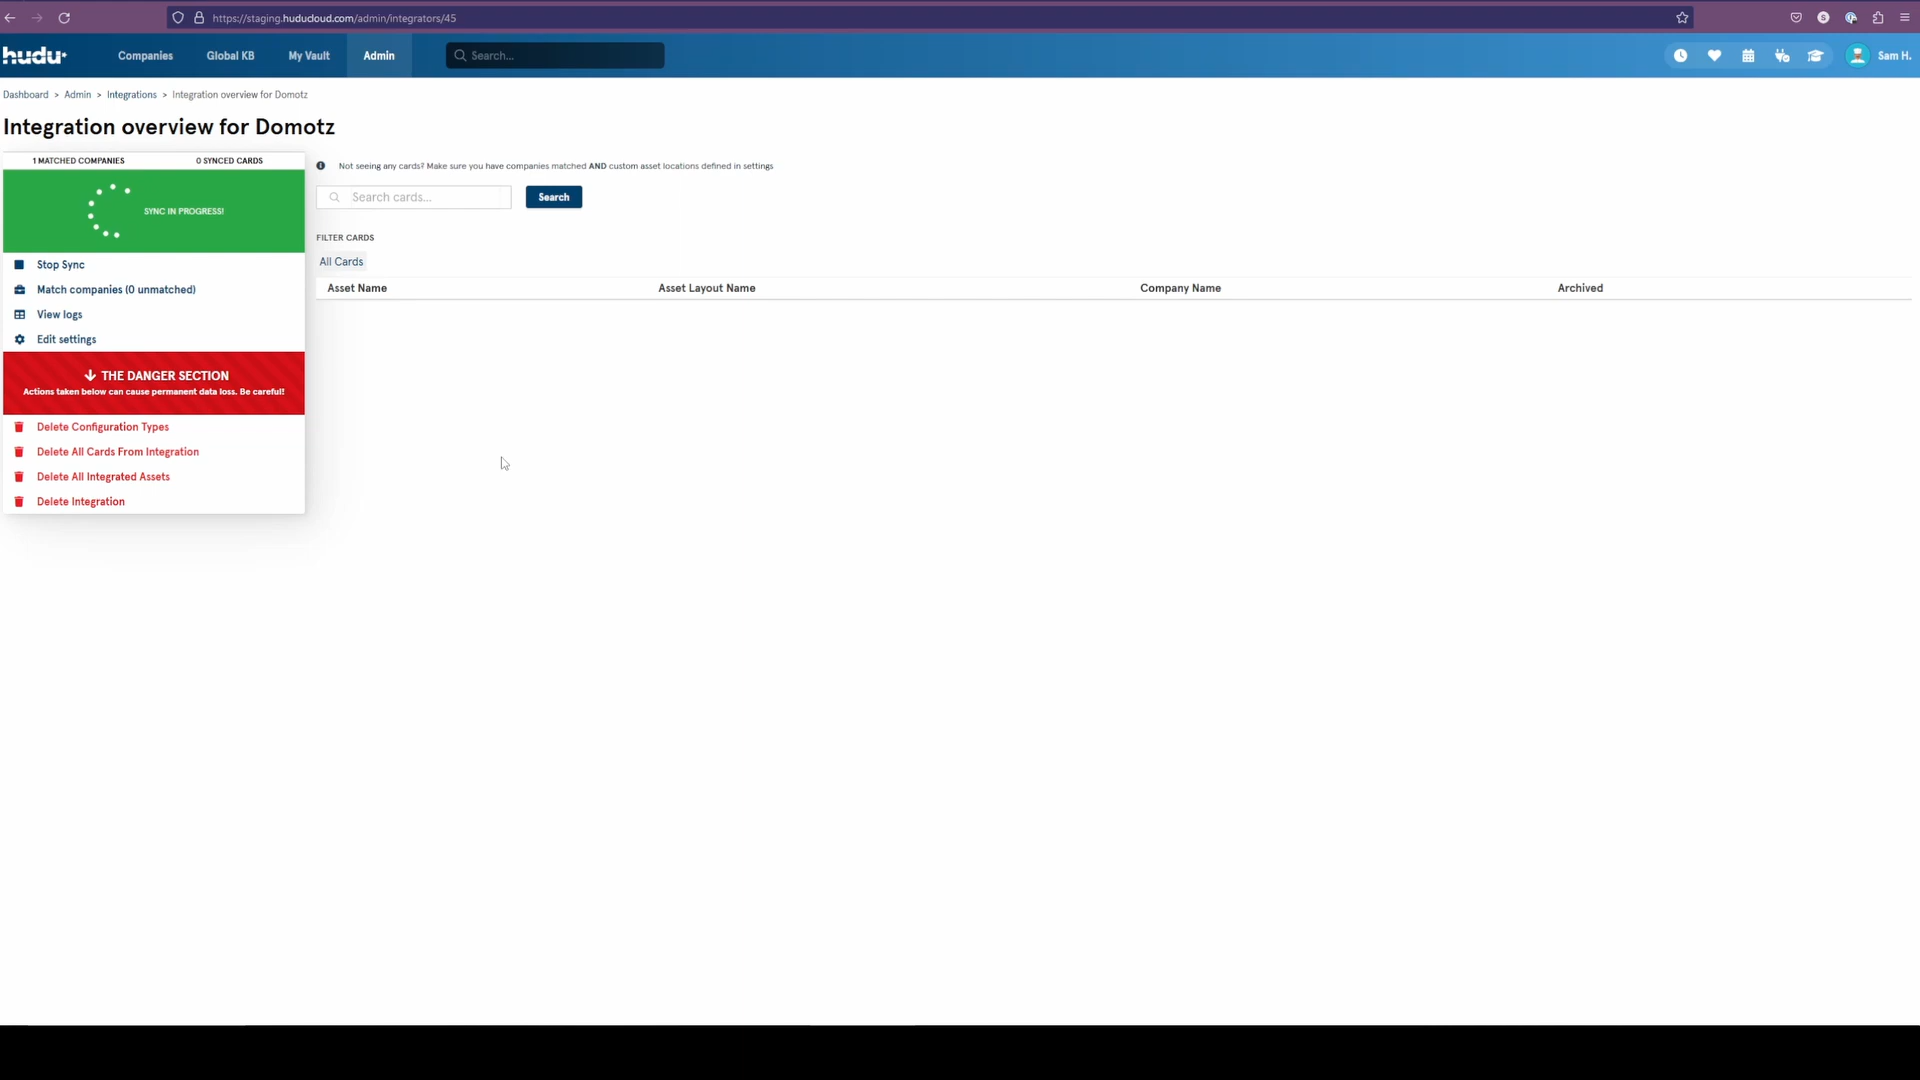 https://staging.huducloud.com/admin/integrators/45
hudu
Companies
Global KB
My Vault
Admin
Search...
Sam H.
Dashboard > Admin > Integrations > Integration overview for Domotz
Integration overview for Domotz
1 MATCHED COMPANIES
0 SYNCED CARDS
SYNC IN PROGRESS!
Stop Sync
Match companies (0 unmatched)
View logs
Edit settings
THE DANGER SECTION
Actions taken below can cause permanent data loss. Be careful!
Delete Configuration Types
Delete All Cards From Integration
Delete All Integrated Assets
Delete Integration
Not seeing any cards? Make sure you have companies matched AND custom asset locations defined in settings
Search cards...
Search
FILTER CARDS
All Cards
Asset Name
Asset Layout Name
Company Name
Archived